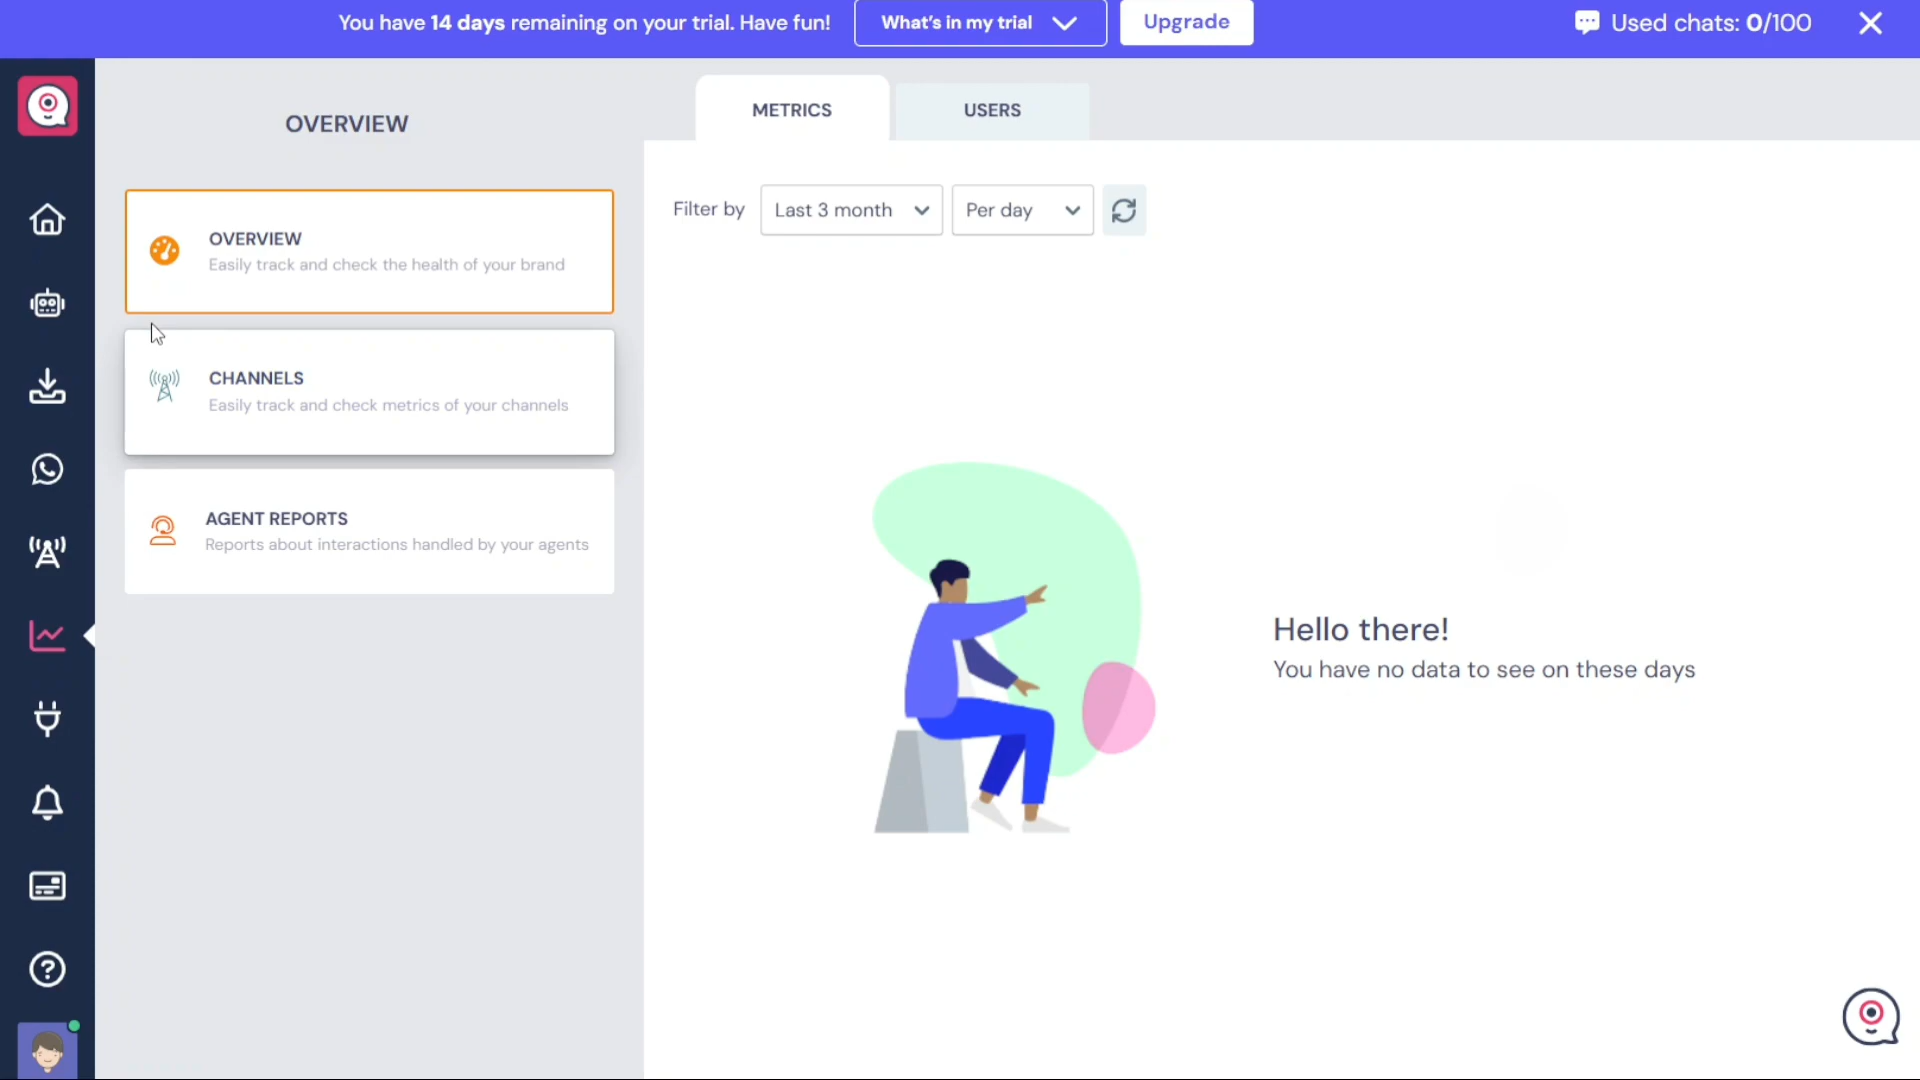 You have 14 days remaining on your trial. Have fun!
What's in my trial
Upgrade
Used chats: 0/100
OVERVIEW
METRICS
USERS
OVERVIEW
Easily track and check the health of your brand
CHANNELS
Easily track and check metrics of your channels
AGENT REPORTS
Reports about interactions handled by your agents
Filter by
Last 3 month
Per day
Hello there!
You have no data to see on these days